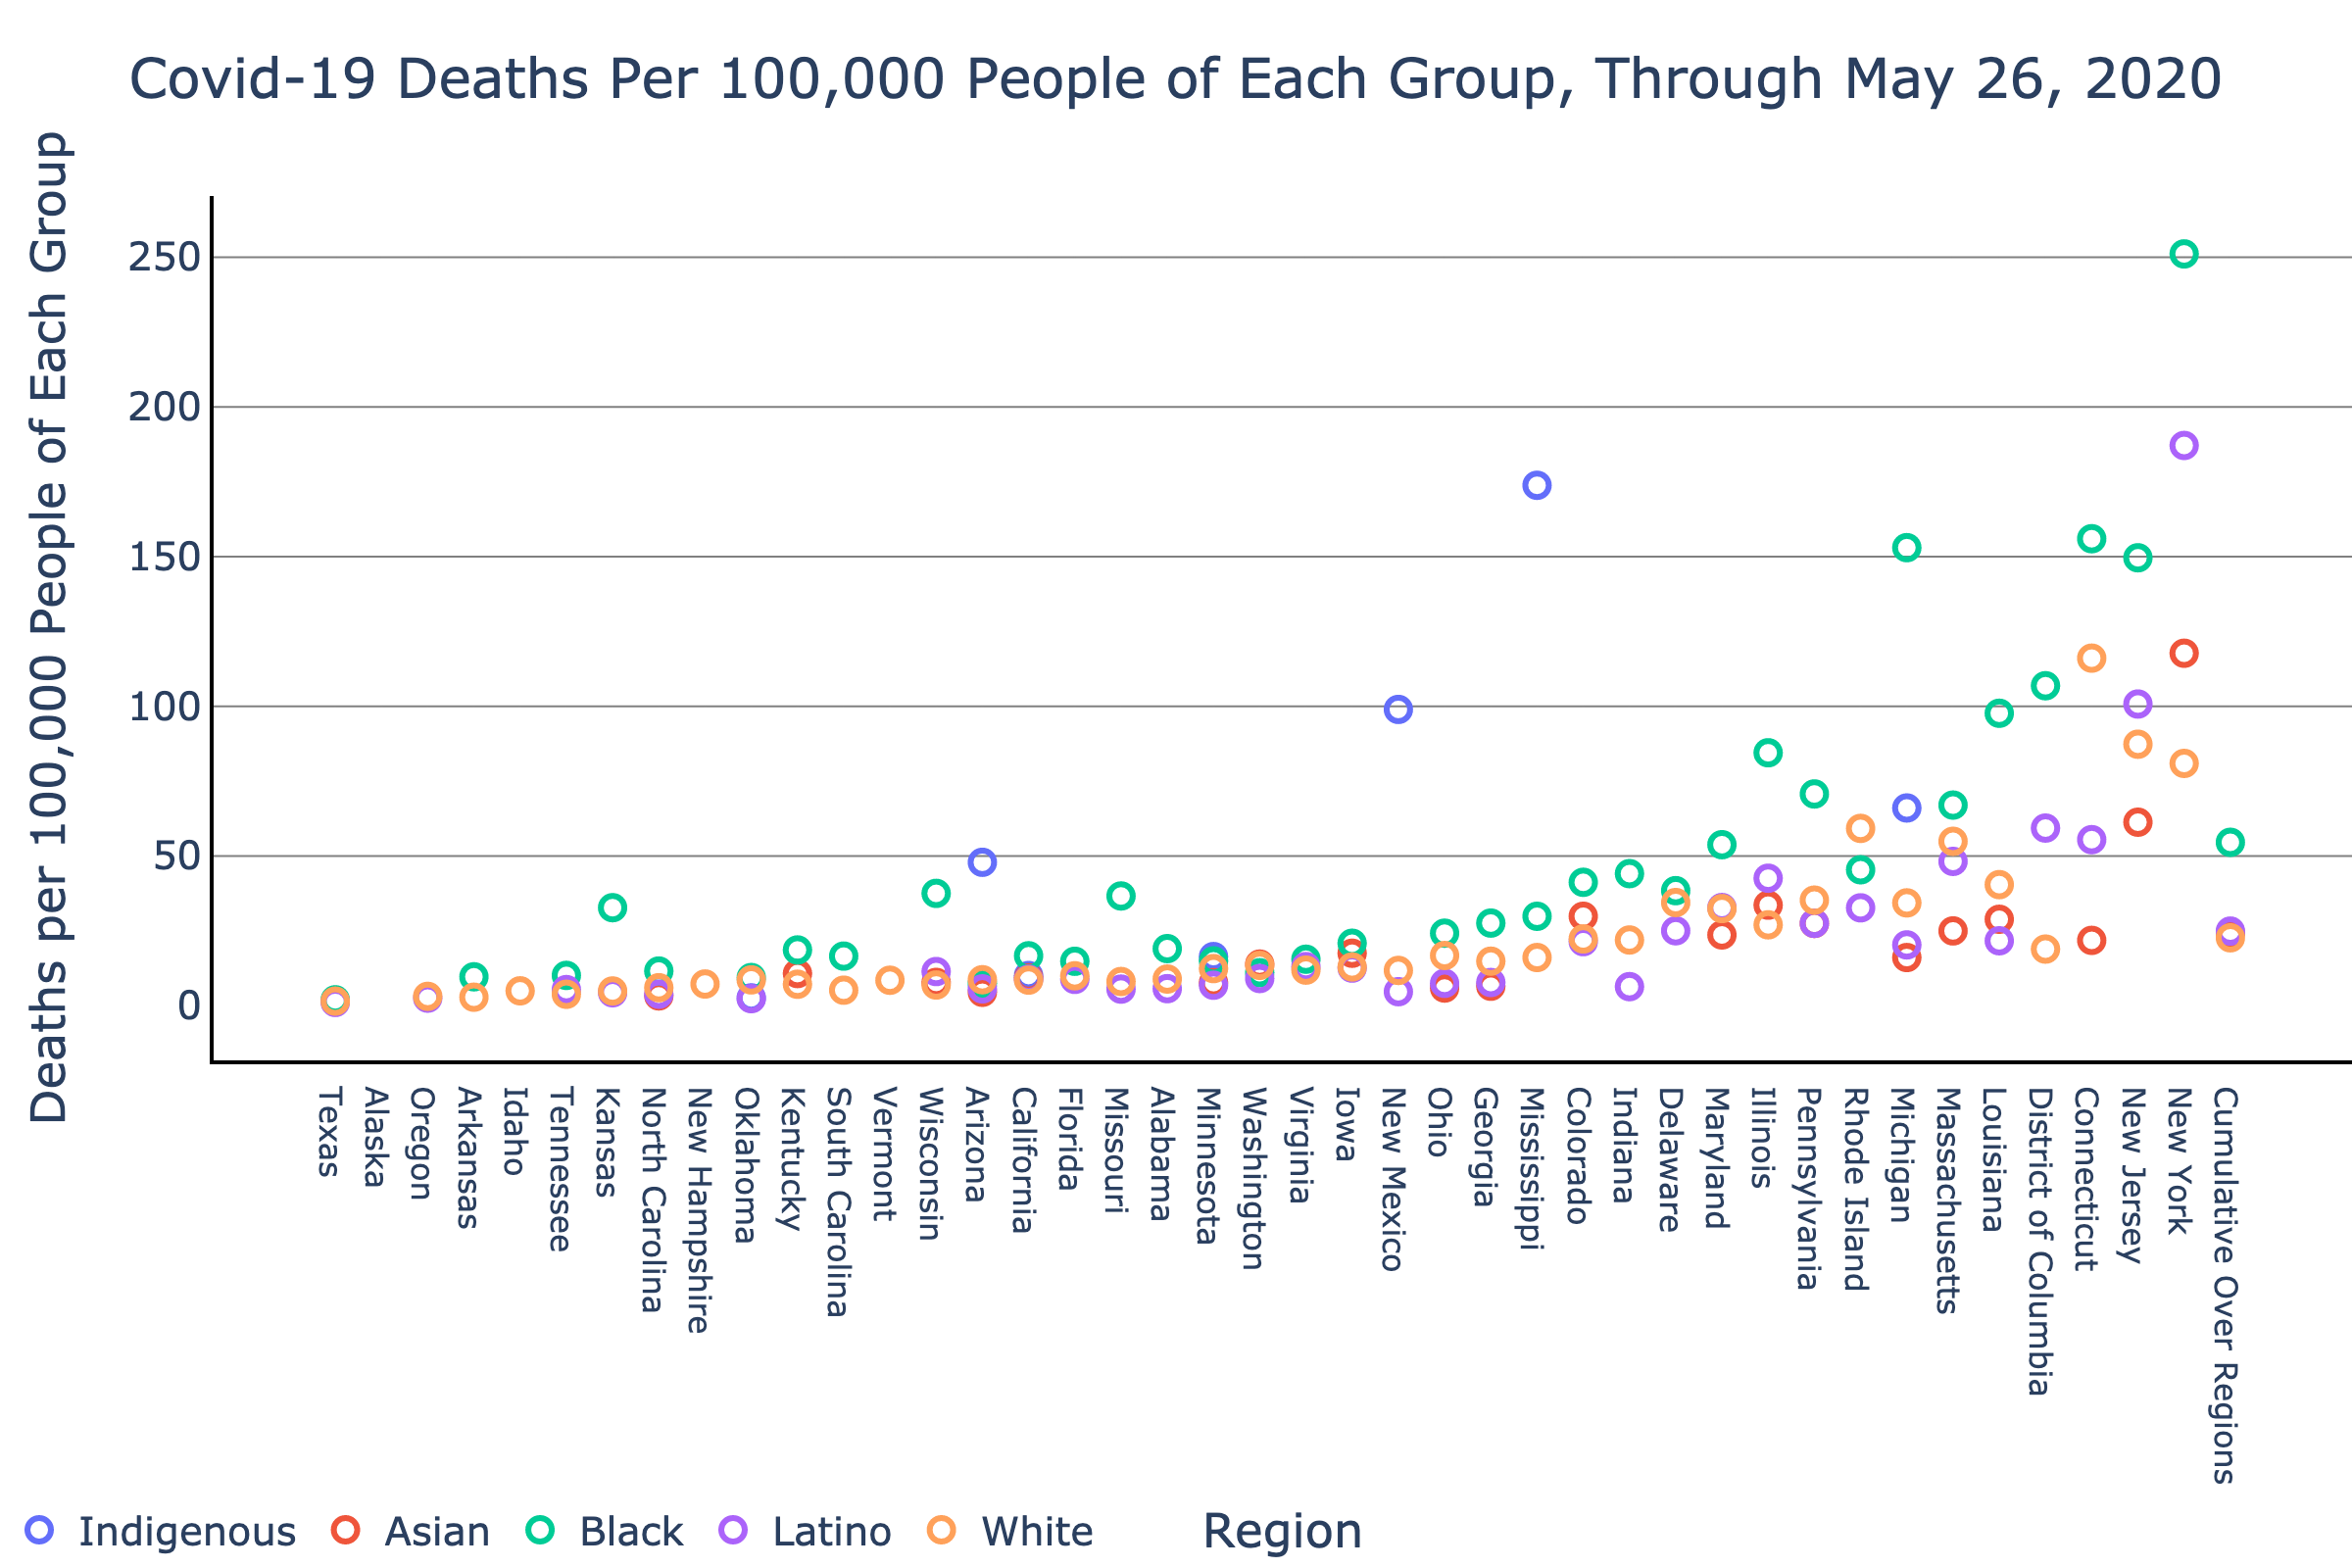 Covid-19 Deaths Per 100,000 People of Each Group, Through May 26, 2020
Deaths per 100,000 People of Each Group
250
200
150
100
50
0
Texas
Alaska
Oregon
Arkansas
Idaho
Tennessee
Kansas
North Carolina
New Hampshire
Oklahoma
Kentucky
South Carolina
Vermont
Wisconsin
Arizona
California
Florida
Missouri
Alabama
Minnesota
Washington
Virginia
Iowa
New Mexico
Ohio
Georgia
Mississippi
Colorado
Indiana
Delaware
Maryland
Illinois
Pennsylvania
Rhode Island
Michigan
Massachusetts
Louisiana
District of Columbia
Connecticut
New Jersey
New York
Cumulative Over Regions
Indigenous Asian Black Latino White
Region